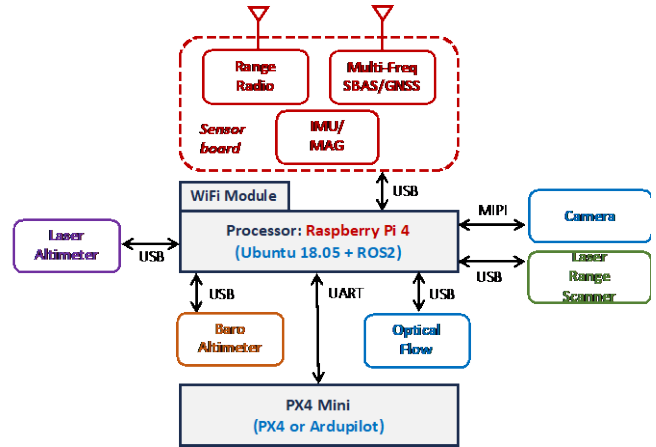 Range
Radio
Multi-Freq
SBAS/GNSS
Sensor
board
IMU/
MAG
USB
WiFi Module
Processor: Raspberry Pi 4
(Ubuntu 18.05 + ROS2)
MIPI
Camera
Laser
Altimeter
USB
USB
Laser
Range
Scanner
USB
UART
USB
Baro
Altimeter
Optical
Flow
PX4 Mini
(PX4 or Ardupilot)